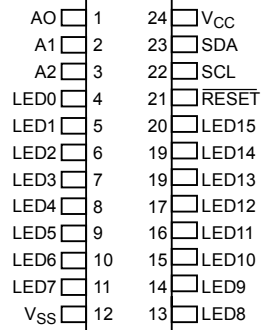 AO 1 24 VCC
A1 2 23 SDA
A2 3 22 SCL
LED0 4 21 RESET
LED1 5 20 LED15
LED2 6 19 LED14
LED3 7 19 LED13
LED4 8 17 LED12
LED5 9 16 LED11
LED6 10 15 LED10
LED7 11 14 LED9
VSS 12 13 LED8